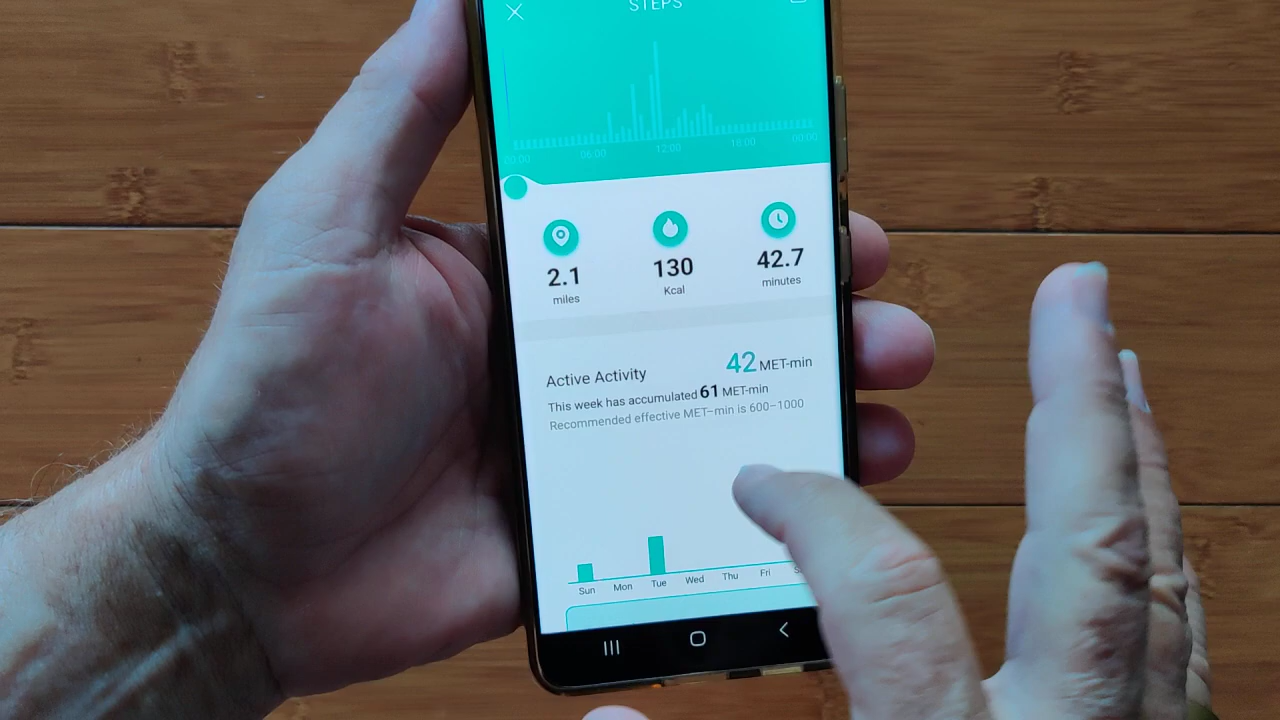 STEPS
00:00 06:00 12:00 18:00 00:00
2.1 130 42.7
miles Kcal minutes
Active Activity 42 MET-min
This week has accumulated 61 MET-min
Recommended effective MET-min is 600-1000
Sun Mon Tue Wed Thu Fri